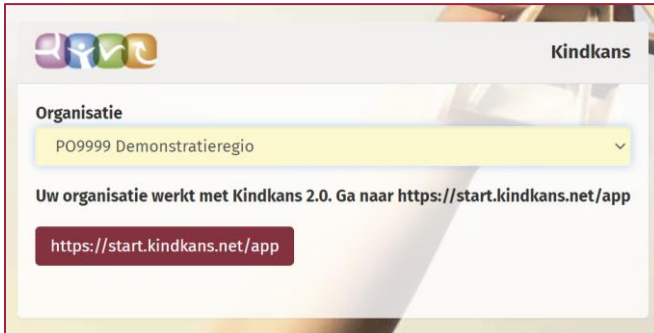 Kindkans
Organisatie
PO9999 Demonstratieregio
Uw organisatie werkt met Kindkans 2.0. Ga naar https://start.kindkans.net/app
https://start.kindkans.net/app